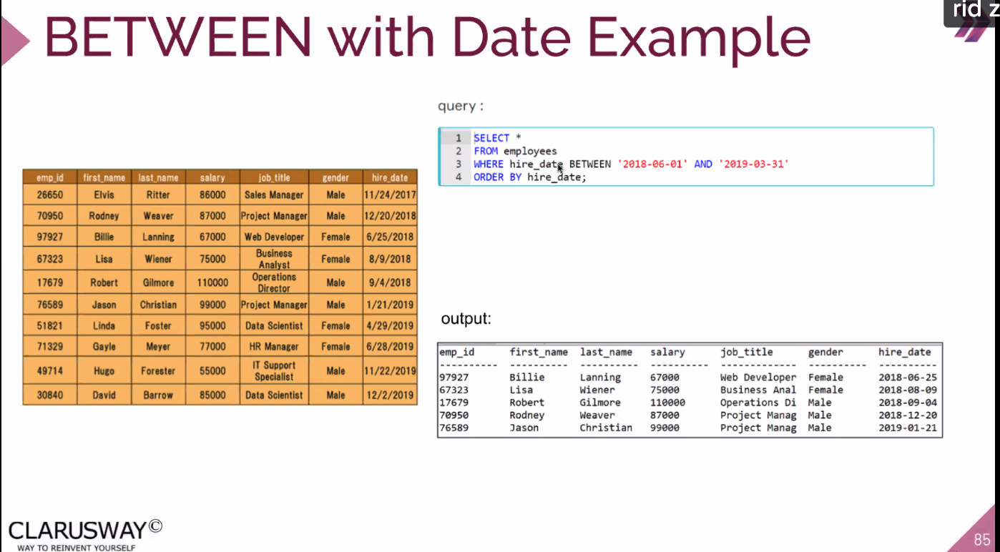 rid z
BETWEEN with Date Example
query :
1 SELECT *
2 FROM employees
3 WHERE hire_date BETWEEN '2018-06-01' AND '2019-03-31'
4 ORDER BY hire_date;
emp_id first_name last_name salary job_title gender hire_date
26650 Elvis Ritter 86000 Sales Manager Male 11/24/2017
70950 Rodney Weaver 87000 Project Manager Male 12/20/2018
97927 Billie Lanning 67000 Web Developer Female 6/25/2018
67323 Lisa Wiener 75000 Business Analyst Female 8/9/2018
17679 Robert Gilmore 110000 Operations Director Male 9/4/2018
76589 Jason Christian 99000 Project Manager Male 1/21/2019
51821 Linda Foster 95000 Data Scientist Female 4/29/2019
71329 Gayle Meyer 77000 HR Manager Female 6/28/2019
49714 Hugo Forester 55000 IT Support Specialist Male 11/22/2019
30840 David Barrow 85000 Data Scientist Male 12/2/2019
output:
emp_id first_name last_name salary job_title gender hire_date
---------- ---------- ---------- ---------- ------------- ---------- ----------
97927 Billie Lanning 67000 Web Developer Female 2018-06-25
67323 Lisa Wiener 75000 Business Anal Female 2018-08-09
17679 Robert Gilmore 110000 Operations Di Male 2018-09-04
70950 Rodney Weaver 87000 Project Manag Male 2018-12-20
76589 Jason Christian 99000 Project Manag Male 2019-01-21
CLARUSWAY©
WAY TO REINVENT YOURSELF
85